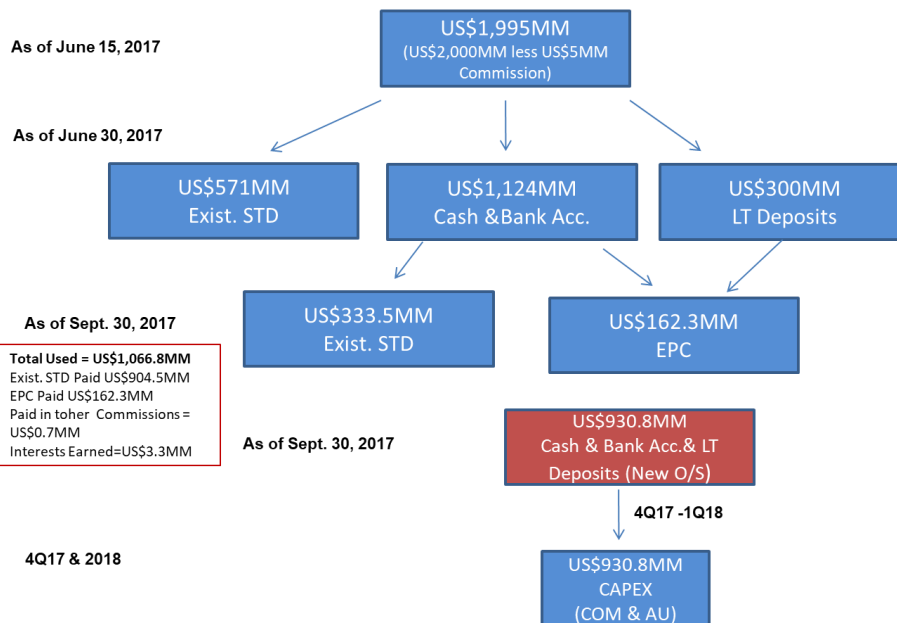 As of June 15, 2017
US$1,995MM
(US$2,000MM less US$5MM
Commission)
As of June 30, 2017
US$571MM
Exist. STD
US$1,124MM
Cash &Bank Acc.
US$300MM
LT Deposits
As of Sept. 30, 2017
US$333.5MM
Exist. STD
US$162.3MM
EPC
Total Used = US$1,066.8MM
Exist. STD Paid US$904.5MM
EPC Paid US$162.3MM
Paid in toher Commissions =
US$0.7MM
Interests Earned=US$3.3MM
As of Sept. 30, 2017
US$930.8MM
Cash & Bank Acc.& LT
Deposits (New O/S)
4Q17 -1Q18
4Q17 & 2018
US$930.8MM
CAPEX
(COM & AU)